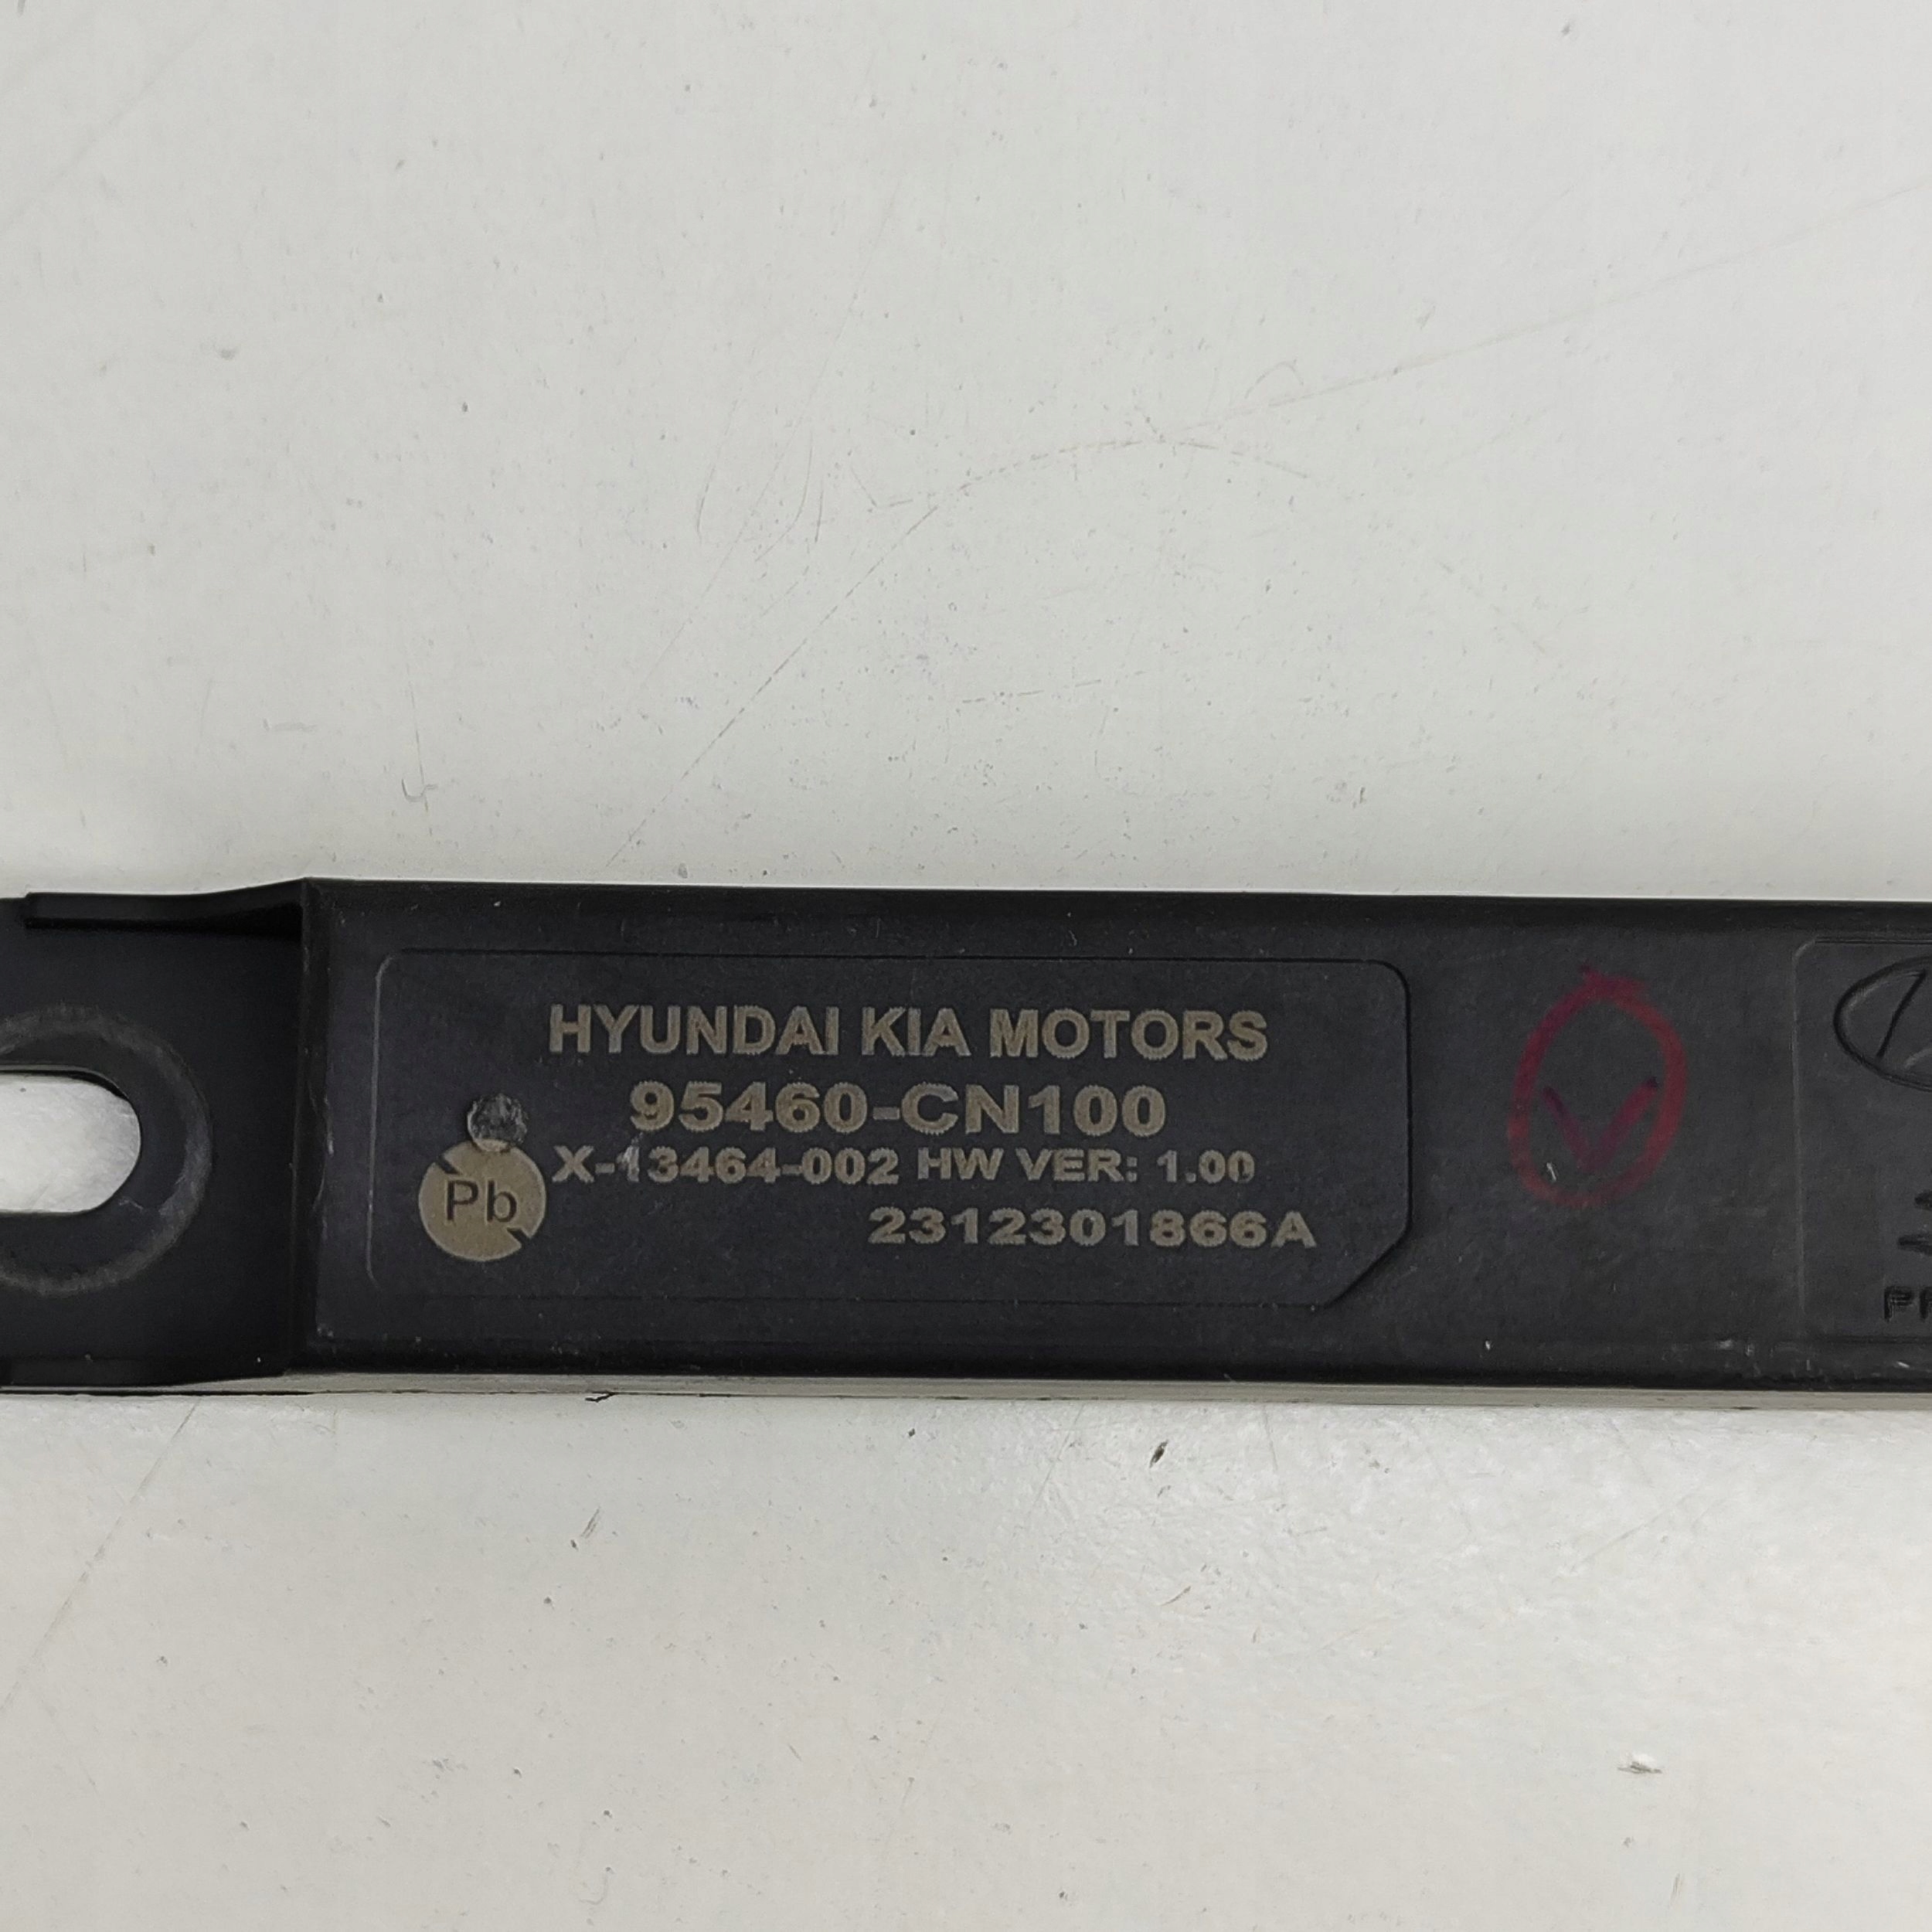 HYUNDAI KIA MOTORS
95460-CN100
X-13464-002 HW VER: 1.00
Pb
2312301866A